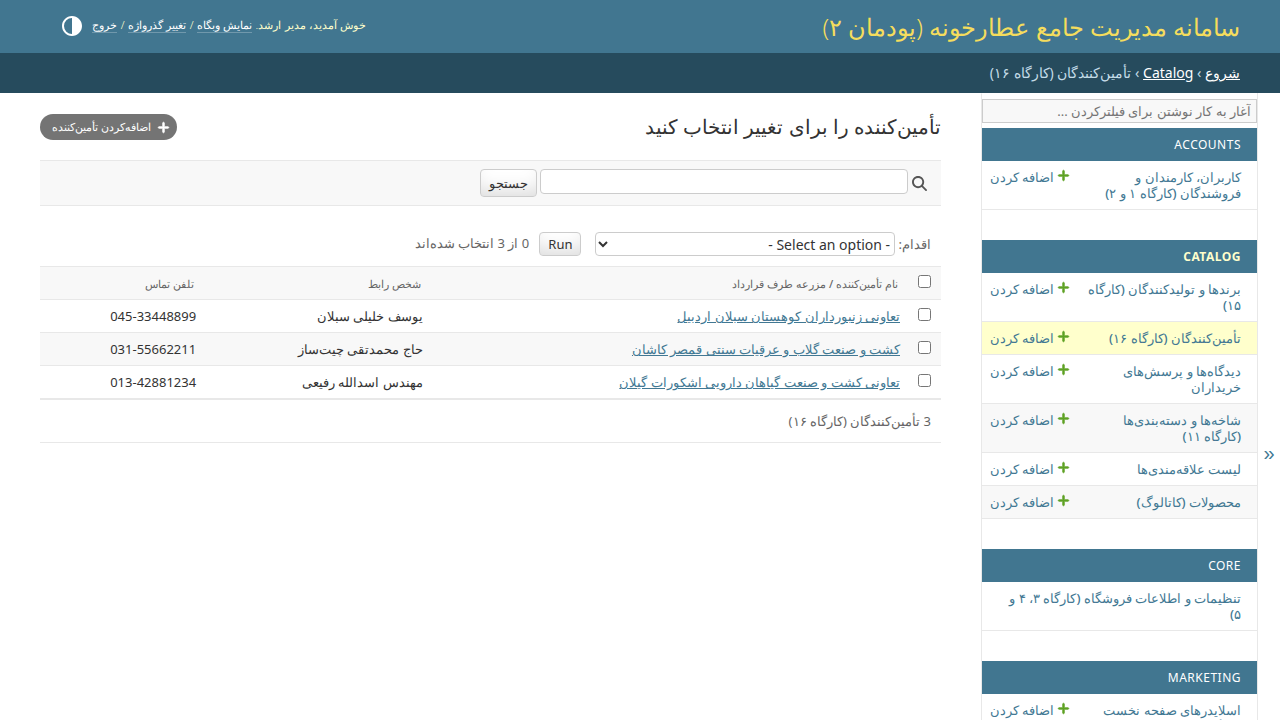 سامانه مدیریت جامع عطارخونه (پودمان ۲)
خوش آمدید، مدیر ارشد. نمایش وبگاه / تغییر گذرواژه / خروج
شروع › Catalog › تأمین‌کنندگان (کارگاه ۱۶)
آغار به کار نوشتن برای فیلترکردن ...
ACCOUNTS
کاربران، کارمندان و
فروشندگان (کارگاه ۱ و ۲)
اضافه کردن
CATALOG
برندها و تولیدکنندگان (کارگاه
۱۵)
اضافه کردن
تأمین‌کنندگان (کارگاه ۱۶)
اضافه کردن
دیدگاه‌ها و پرسش‌های
خریداران
اضافه کردن
شاخه‌ها و دسته‌بندی‌ها
(کارگاه ۱۱)
اضافه کردن
لیست علاقه‌مندی‌ها
اضافه کردن
محصولات (کاتالوگ)
اضافه کردن
CORE
تنظیمات و اطلاعات فروشگاه (کارگاه ۳، ۴ و
۵)
MARKETING
اسلایدرهای صفحه نخست
اضافه کردن
»
تأمین‌کننده را برای تغییر انتخاب کنید
اضافه‌کردن تأمین‌کننده
جستجو
اقدام: - Select an option - Run 0 از 3 انتخاب شده‌اند
نام تأمین‌کننده / مزرعه طرف قرارداد شخص رابط تلفن تماس
تعاونی زنبورداران کوهستان سبلان اردبیل یوسف خلیلی سبلان 045-33448899
کشت و صنعت گلاب و عرقیات سنتی قمصر کاشان حاج محمدتقی چیت‌ساز 031-55662211
تعاونی کشت و صنعت گیاهان دارویی اشکورات گیلان مهندس اسدالله رفیعی 013-42881234
3 تأمین‌کنندگان (کارگاه ۱۶)